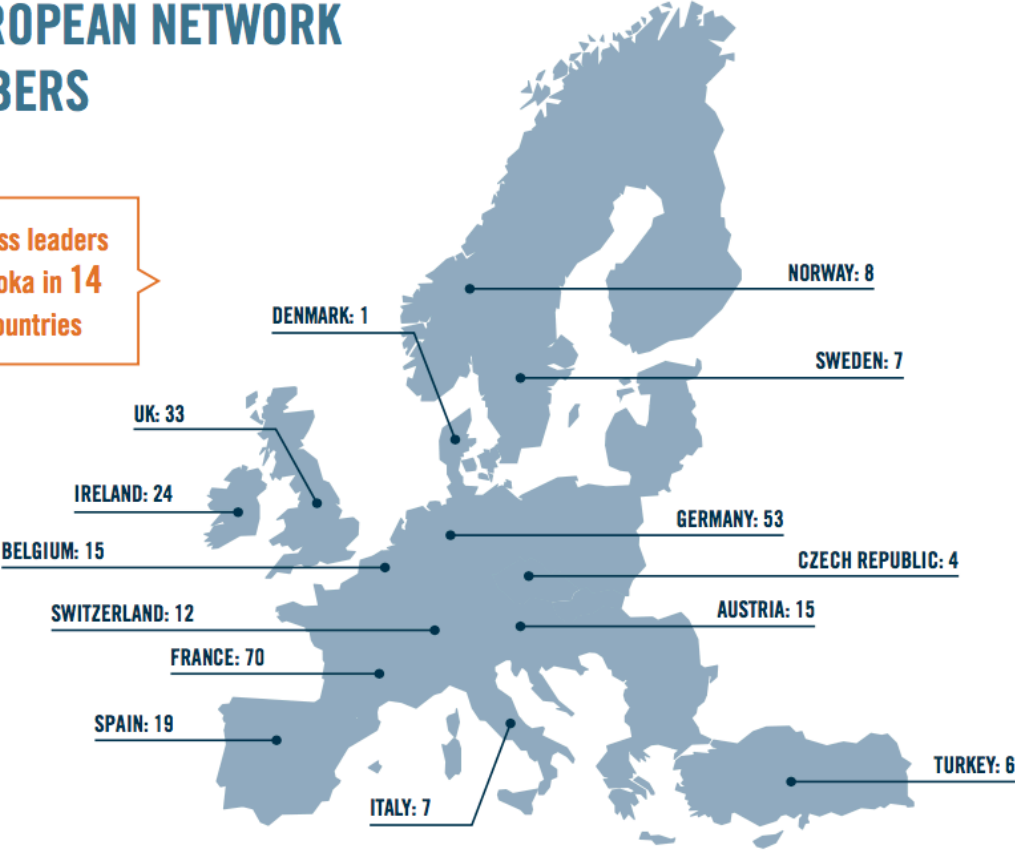 ROPEAN NETWORK
BERS
ss leaders
oka in 14
ountries
NORWAY: 8
DENMARK: 1
SWEDEN: 7
UK: 33
IRELAND: 24
GERMANY: 53
BELGIUM: 15
CZECH REPUBLIC: 4
SWITZERLAND: 12
AUSTRIA: 15
FRANCE: 70
SPAIN: 19
TURKEY: 6
ITALY: 7